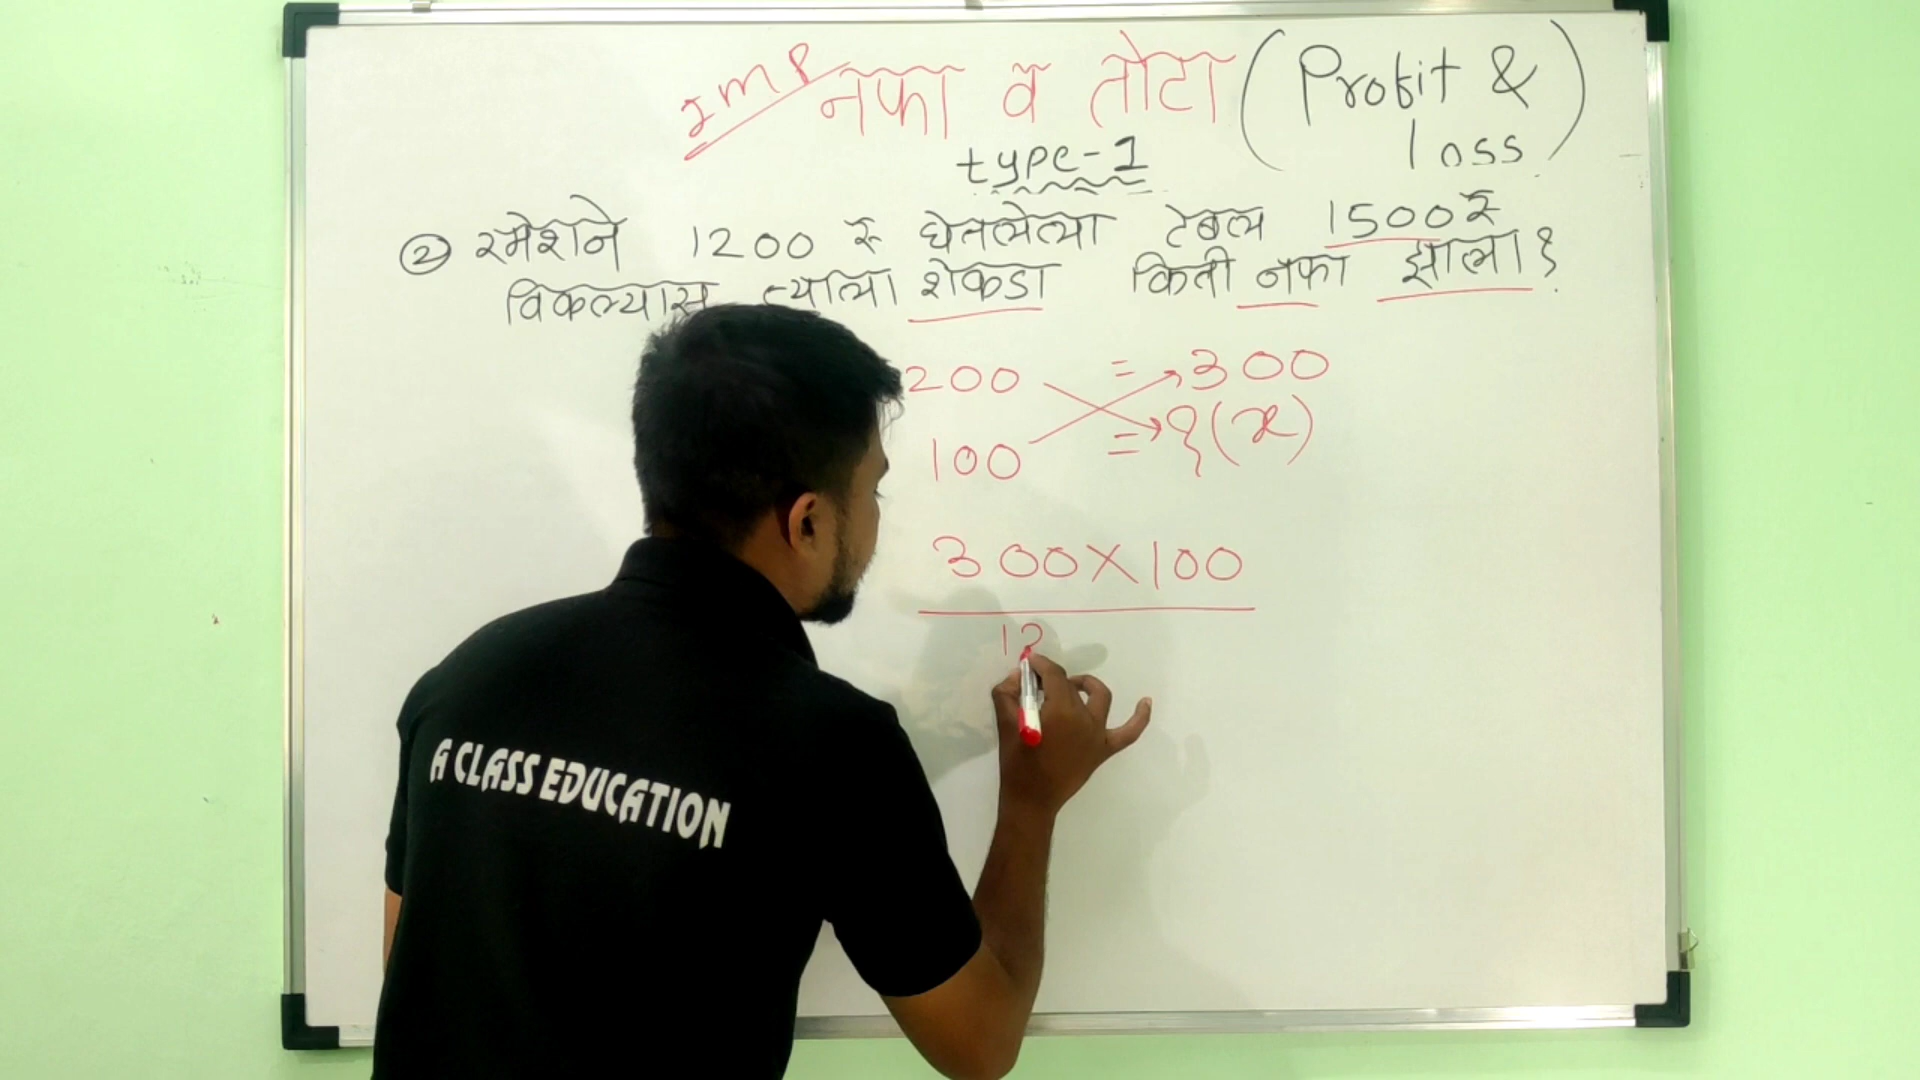 Imp नफा व तोटा (Profit &
loss)
type-1
② रमेशने 1200 रु घेतलेल्या टेबल 1500रु
विकल्यास त्याला शेकडा किती नफा झाला?
200 = 300
100 = ? (x)
300 X 100
12
A CLASS EDUCATION